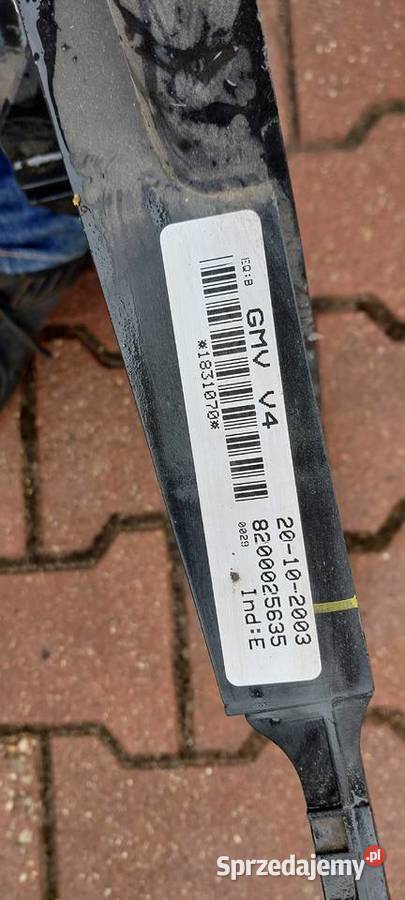 EQ:B
GMV V4
*1831070*
20-10-2003
8200025635
0029 Ind:E
Sprzedajemy.pl